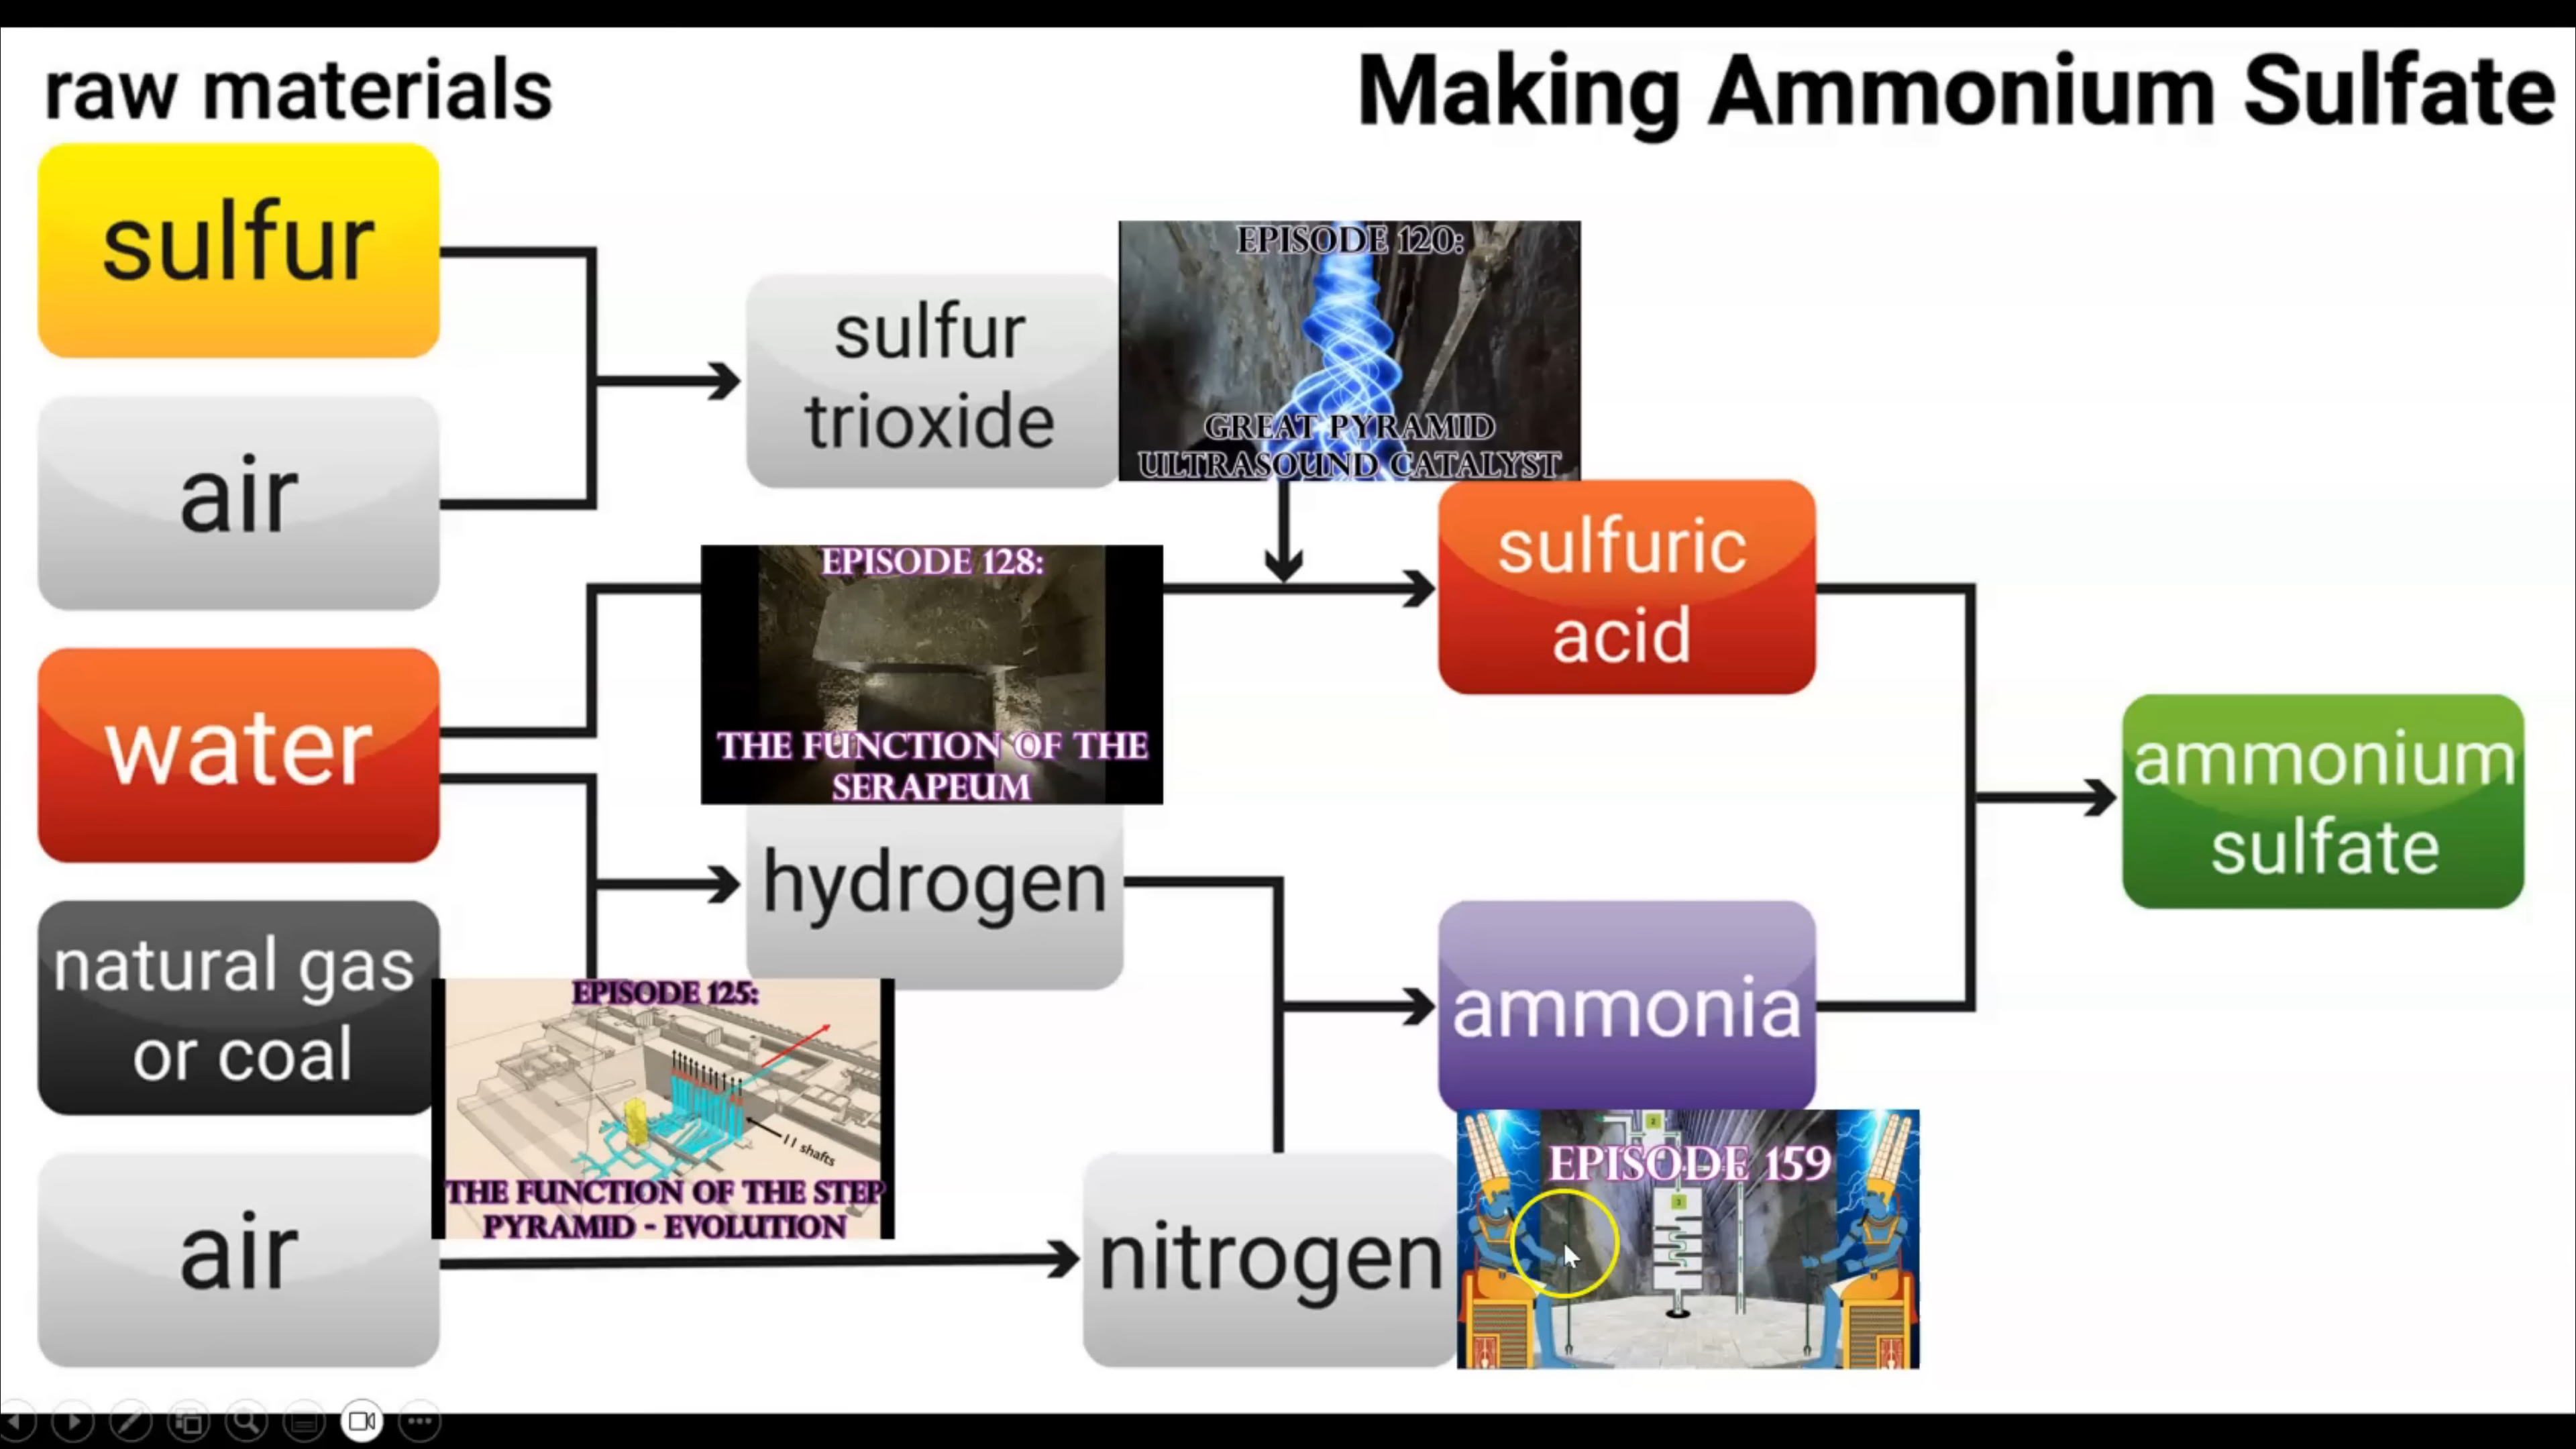 raw materials
Making Ammonium Sulfate
sulfur
air
water
natural gas
or coal
air
sulfur
trioxide
EPISODE 120:
GREAT PYRAMID
ULTRASOUND CATALYST
EPISODE 128:
THE FUNCTION OF THE
SERAPEUM
hydrogen
EPISODE 125:
11 shafts
THE FUNCTION OF THE STEP
PYRAMID - EVOLUTION
sulfuric
acid
ammonia
nitrogen
2
EPISODE 159
3
ammonium
sulfate